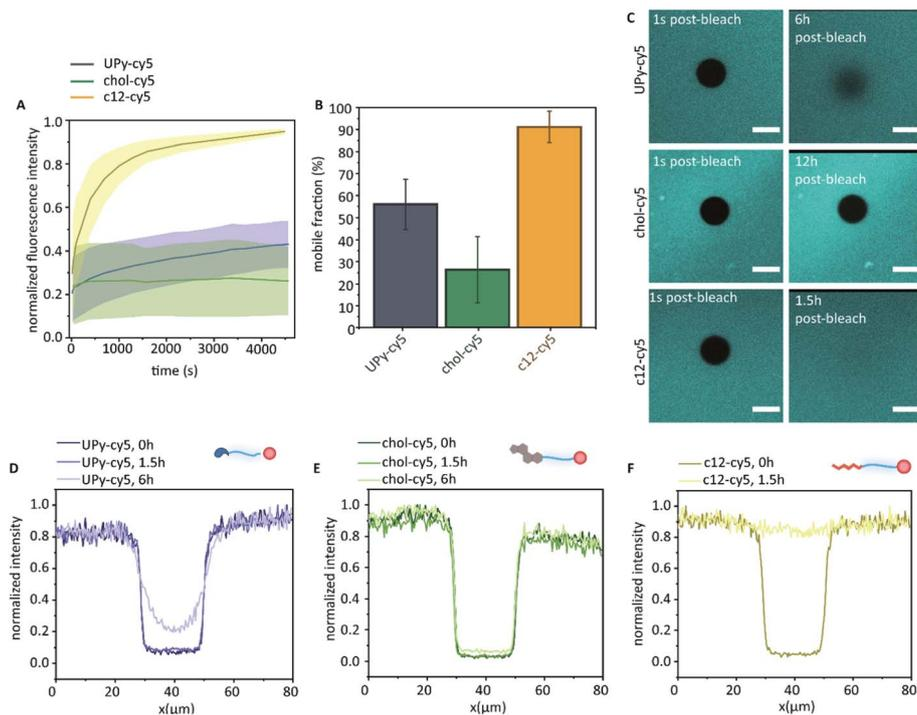 UPy-cy5
chol-cy5
c12-cy5
A
normalized fluorescence intensity
1.0
0.8
0.6
0.4
0.2
0.0
0
1000
2000
3000
4000
time (s)
B
mobile fraction (%)
100
90
80
70
60
50
40
30
20
10
0
UPy-cy5
chol-cy5
c12-cy5
C
UPy-cy5
1s post-bleach
6h
post-bleach
chol-cy5
1s post-bleach
12h
post-bleach
c12-cy5
1s post-bleach
1.5h
post-bleach
D
UPy-cy5, 0h
UPy-cy5, 1.5h
UPy-cy5, 6h
normalized intensity
1.0
0.8
0.6
0.4
0.2
0.0
0
20
40
60
80
x(μm)
E
chol-cy5, 0h
chol-cy5, 1.5h
chol-cy5, 6h
normalized intensity
1.0
0.8
0.6
0.4
0.2
0.0
0
20
40
60
80
x(μm)
F
c12-cy5, 0h
c12-cy5, 1.5h
normalized intensity
1.0
0.8
0.6
0.4
0.2
0.0
0
20
40
60
80
x(μm)